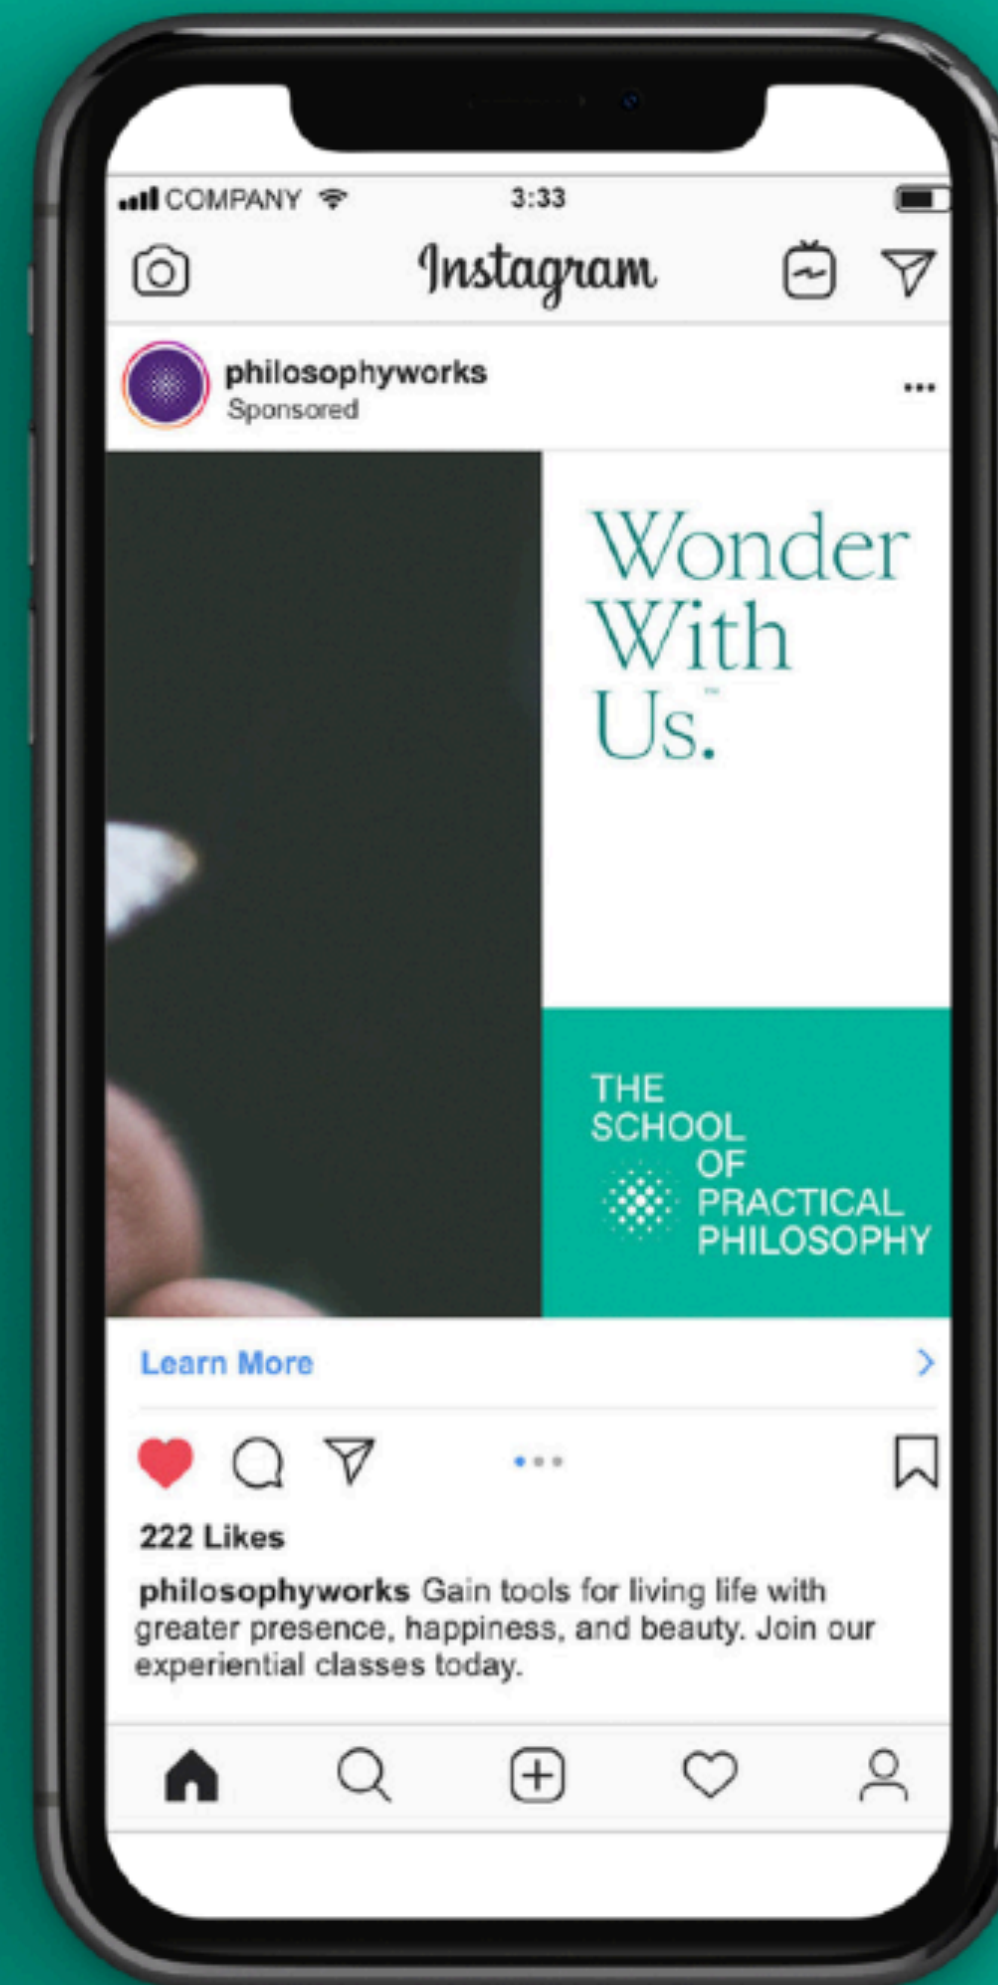 COMPANY 3:33
Instagram
philosophyworks
Sponsored
Wonder
With
Us.™
THE
SCHOOL
OF
PRACTICAL
PHILOSOPHY
Learn More
222 Likes
philosophyworks Gain tools for living life with
greater presence, happiness, and beauty. Join our
experiential classes today.